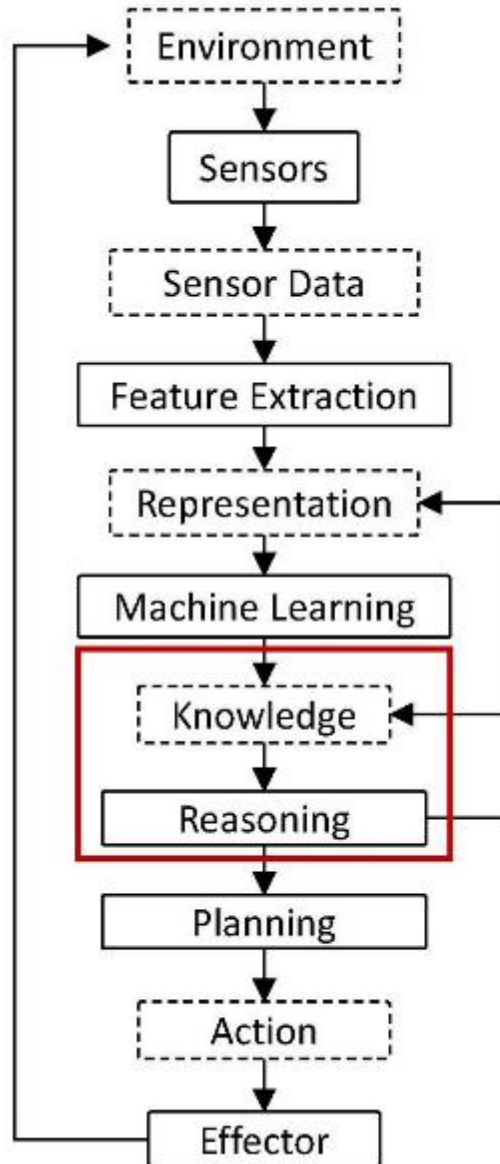 Environment
Sensors
Sensor Data
Feature Extraction
Representation
Machine Learning
Knowledge
Reasoning
Planning
Action
Effector